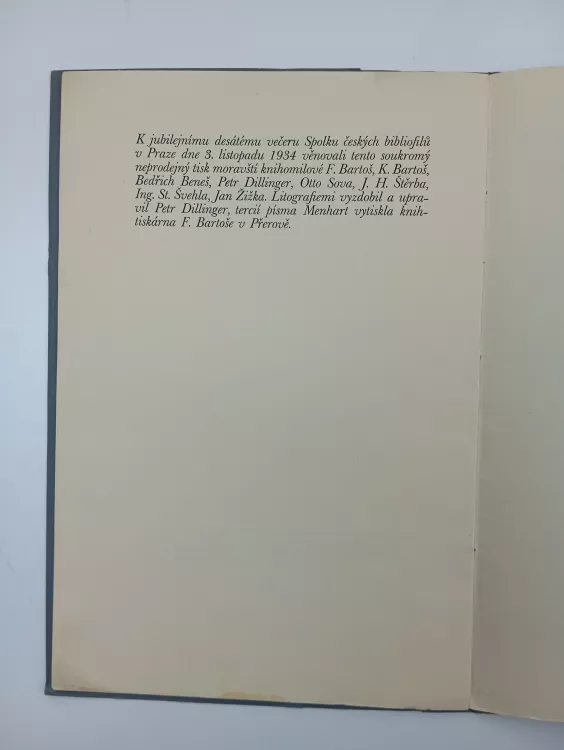 K jubilejnímu desátému večeru Spolku českých bibliofilů
v Praze dne 3. listopadu 1934 věnovali tento soukromý
neprodejný tisk moravští knihomilové F. Bartoš, K. Bartoš,
Bedřich Beneš, Petr Dillinger, Otto Sova, J. H. Štěrba,
Ing. St. Švehla, Jan Žižka. Litografiemi vyzdobil a upra-
vil Petr Dillinger, tercií písma Menhart vytiskla knih-
tiskárna F. Bartoše v Přerově.